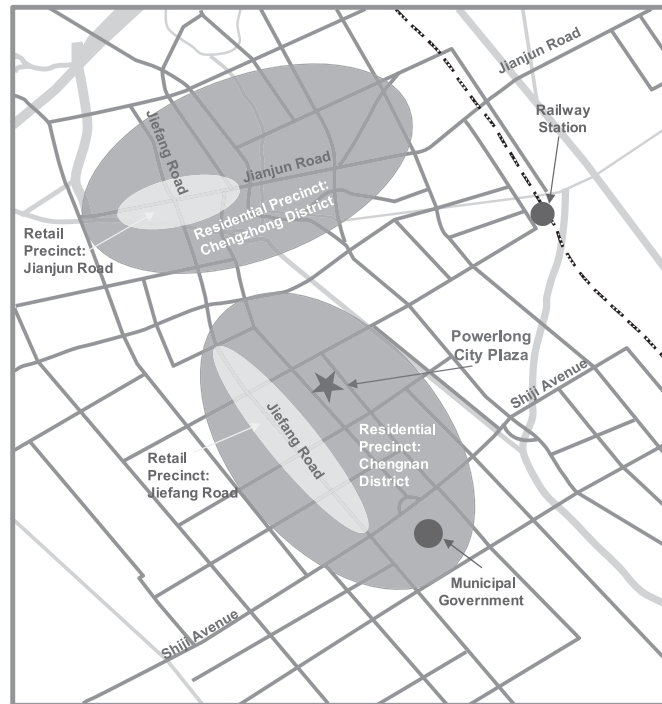 Jianjun Road
Railway
Station
Jiefang Road
Jianjun Road
Residential Precinct:
Chengzhong District
Retail
Precinct:
Jianjun Road
Powerlong
City Plaza
Shiji Avenue
Jiefang Road
Residential
Precinct:
Chengnan
District
Retail
Precinct:
Jiefang Road
Municipal
Government
Shiji Avenue